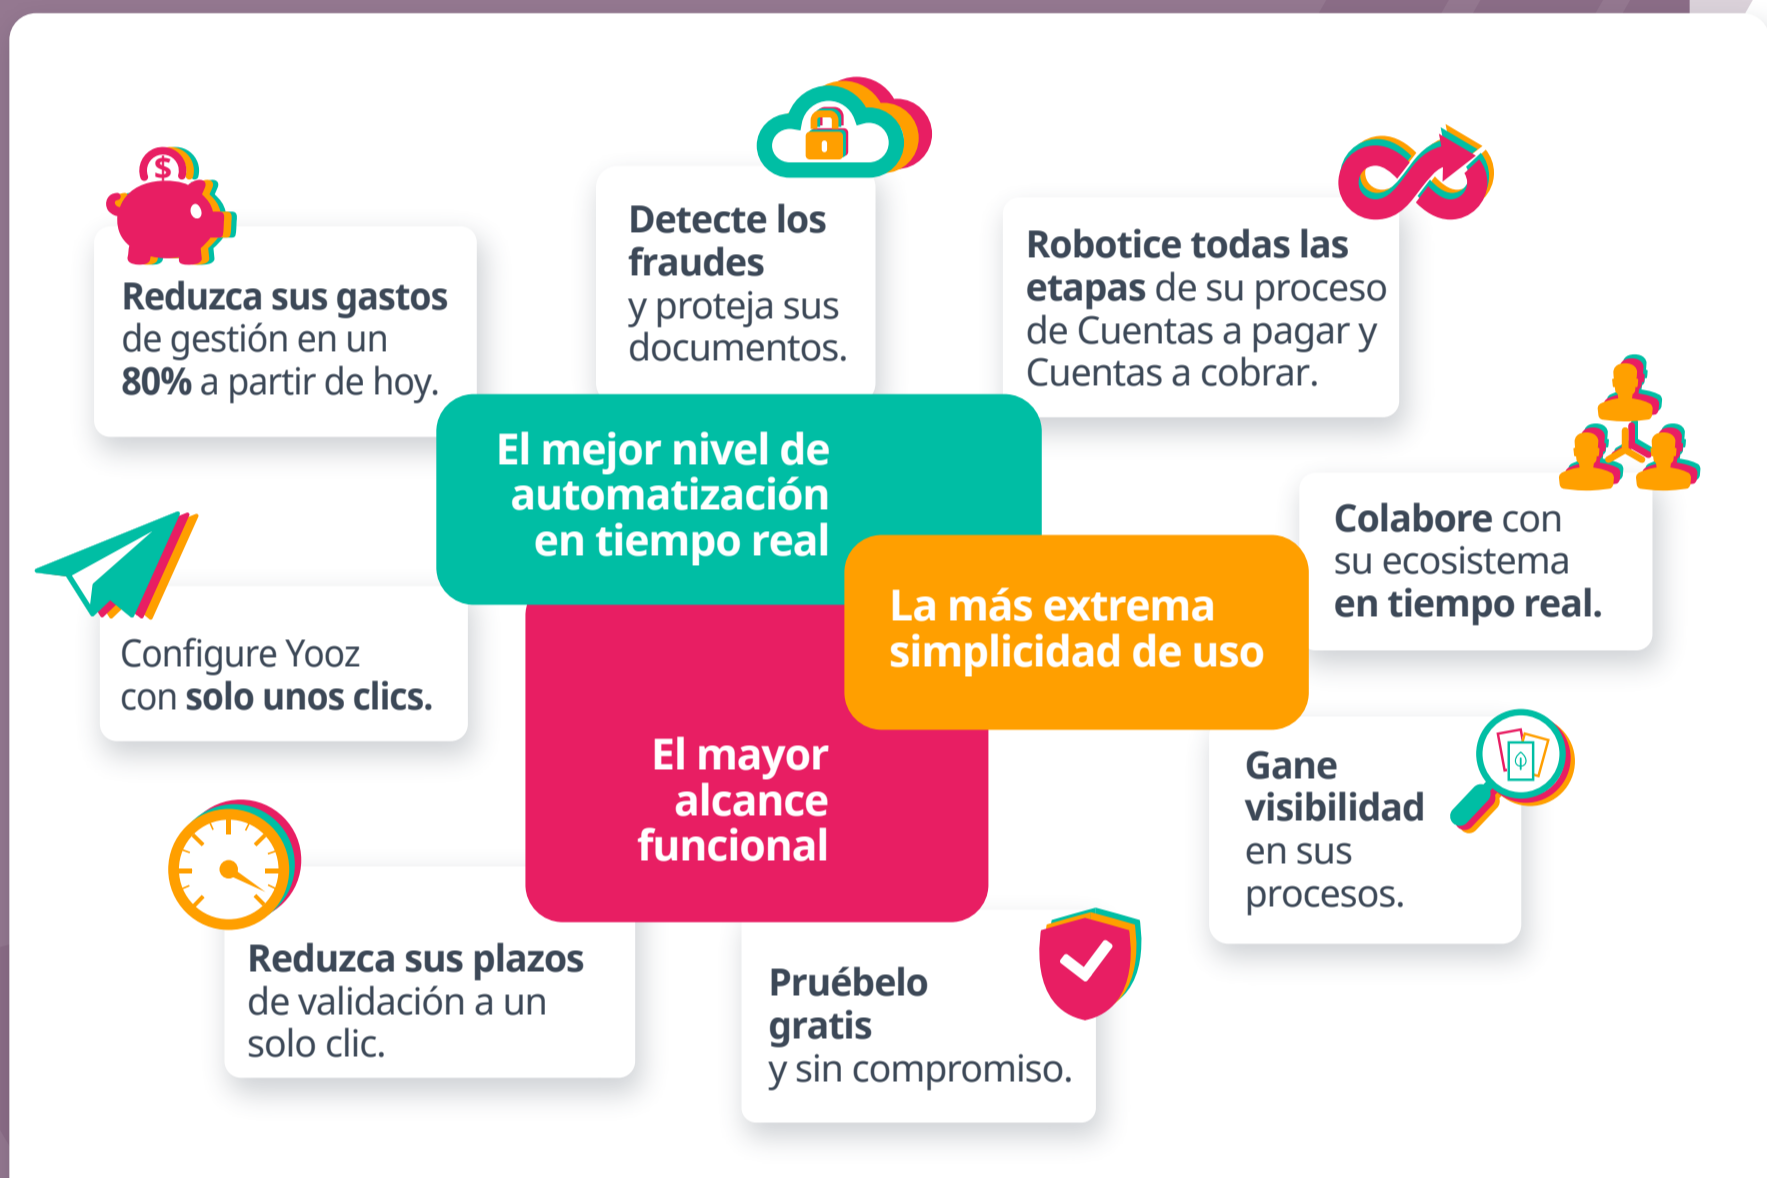 $
Reduzca sus gastos
de gestión en un
80% a partir de hoy.
Detecte los
fraudes
y proteja sus
documentos.
Robotice todas las
etapas de su proceso
de Cuentas a pagar y
Cuentas a cobrar.
El mejor nivel de
automatización
en tiempo real
La más extrema
simplicidad de uso
El mayor
alcance
funcional
Colabore con
su ecosistema
en tiempo real.
Configure Yooz
con solo unos clics.
Gane
visibilidad
en sus
procesos.
Reduzca sus plazos
de validación a un
solo clic.
Pruébelo
gratis
y sin compromiso.